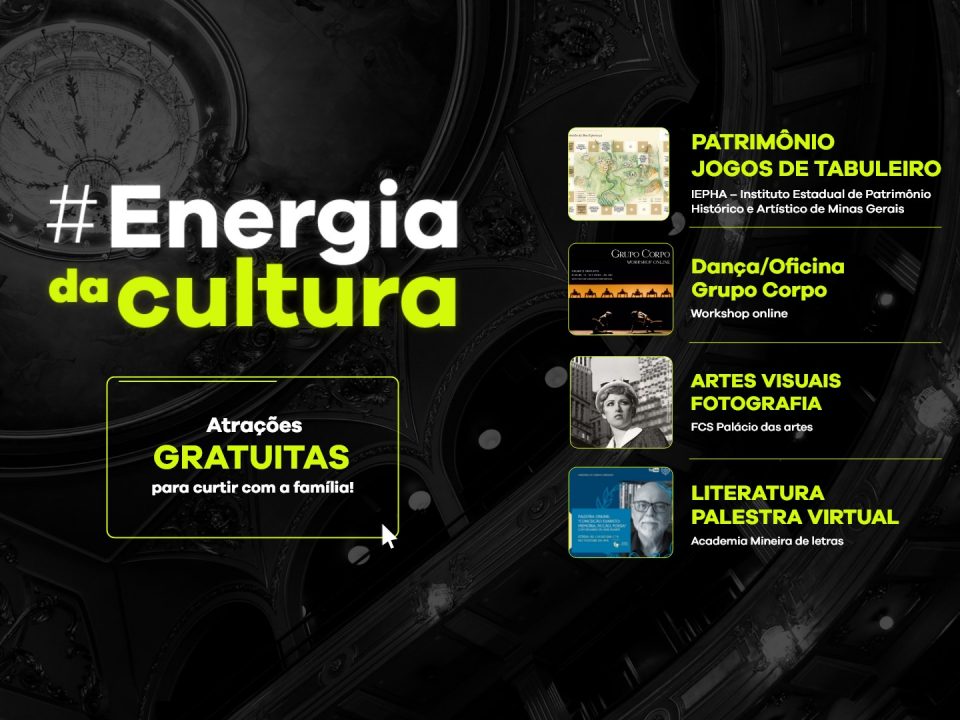 #Energia
da cultura
Atrações
GRATUITAS
para curtir com a família!
PATRIMÔNIO
JOGOS DE TABULEIRO
IEPHA – Instituto Estadual de Patrimônio
Histórico e Artístico de Minas Gerais
GRUPO CORPO
WORKSHOP ONLINE
Dança/Oficina
Grupo Corpo
Workshop online
ARTES VISUAIS
FOTOGRAFIA
FCS Palácio das artes
PALESTRA ONLINE
LITERATURA
PALESTRA VIRTUAL
Academia Mineira de letras